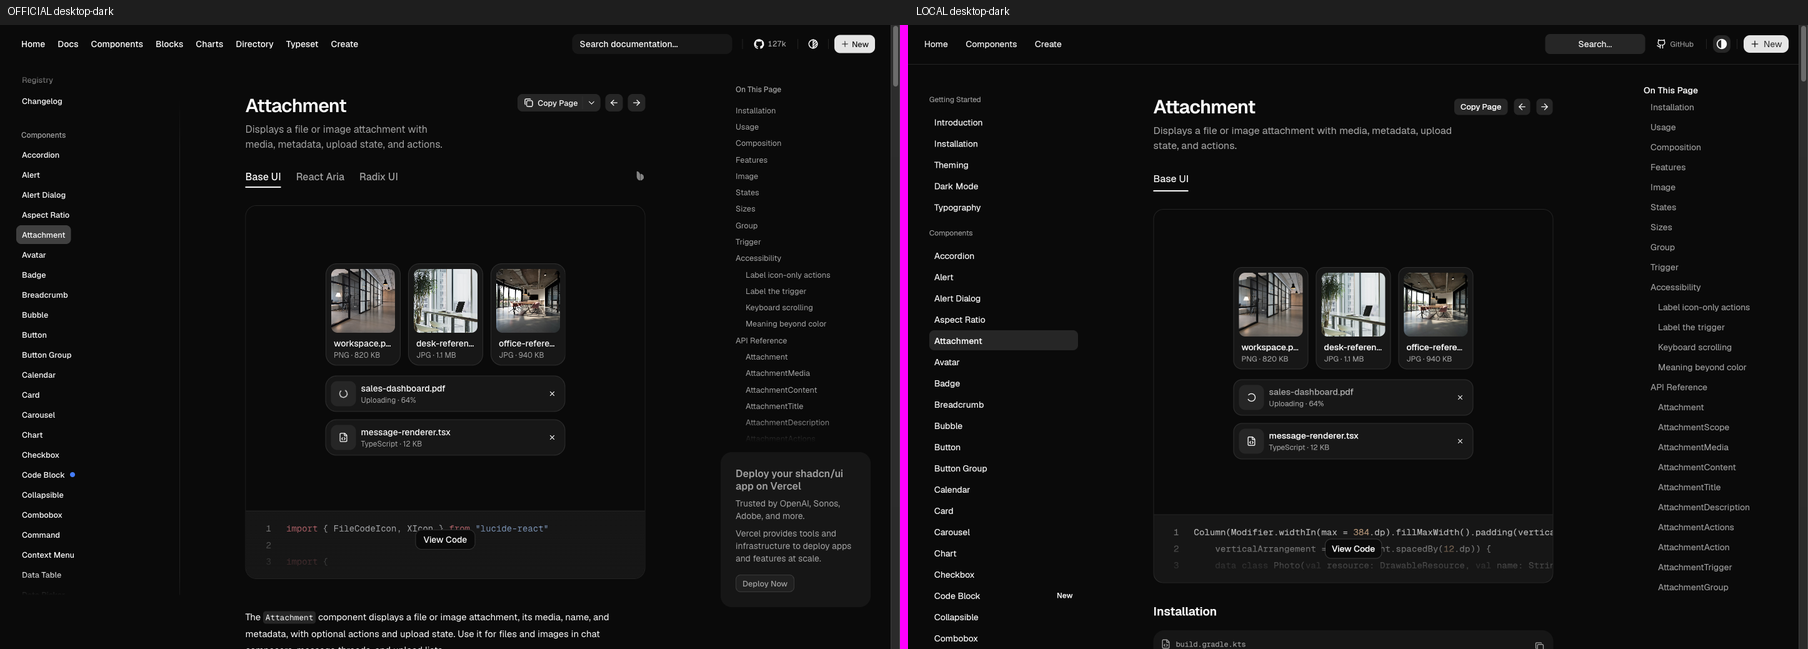 OFFICIAL desktop-dark
Home Docs Components Blocks Charts Directory Typeset Create
Search documentation...
127k
+ New
Registry
Changelog
Components
Accordion
Alert
Alert Dialog
Aspect Ratio
Attachment
Avatar
Badge
Breadcrumb
Bubble
Button
Button Group
Calendar
Card
Carousel
Chart
Checkbox
Code Block
Collapsible
Combobox
Command
Context Menu
Data Table
Attachment
Copy Page
Displays a file or image attachment with
media, metadata, upload state, and actions.
Base UI React Aria Radix UI
workspace.p...
PNG · 820 KB
desk-referen...
JPG · 1.1 MB
office-refere...
JPG · 940 KB
sales-dashboard.pdf
Uploading · 64%
message-renderer.tsx
TypeScript · 12 KB
1 import { FileCodeIcon, XIcon } from "lucide-react"
2
3 import {
View Code
The Attachment component displays a file or image attachment, its media, name, and
metadata, with optional actions and upload state. Use it for files and images in chat
On This Page
Installation
Usage
Composition
Features
Image
States
Sizes
Group
Trigger
Accessibility
Label icon-only actions
Label the trigger
Keyboard scrolling
Meaning beyond color
API Reference
Attachment
AttachmentMedia
AttachmentContent
AttachmentTitle
AttachmentDescription
AttachmentActions
Deploy your shadcn/ui
app on Vercel
Trusted by OpenAI, Sonos,
Adobe, and more.
Vercel provides tools and
infrastructure to deploy apps
and features at scale.
Deploy Now
LOCAL desktop-dark
Home Components Create
Search...
GitHub
+ New
Getting Started
Introduction
Installation
Theming
Dark Mode
Typography
Components
Accordion
Alert
Alert Dialog
Aspect Ratio
Attachment
Avatar
Badge
Breadcrumb
Bubble
Button
Button Group
Calendar
Card
Carousel
Chart
Checkbox
Code Block New
Collapsible
Combobox
Attachment
Copy Page
Displays a file or image attachment with media, metadata, upload
state, and actions.
Base UI
workspace.p...
PNG · 820 KB
desk-referen...
JPG · 1.1 MB
office-refere...
JPG · 940 KB
sales-dashboard.pdf
Uploading · 64%
message-renderer.tsx
TypeScript · 12 KB
1 Column(Modifier.widthIn(max = 384.dp).fillMaxWidth().padding(vertica
2 verticalArrangement = nt.spacedBy(12.dp)) {
3 data class Photo(val resource: DrawableResource, val name: Strin
View Code
Installation
build.gradle.kts
On This Page
Installation
Usage
Composition
Features
Image
States
Sizes
Group
Trigger
Accessibility
Label icon-only actions
Label the trigger
Keyboard scrolling
Meaning beyond color
API Reference
Attachment
AttachmentScope
AttachmentMedia
AttachmentContent
AttachmentTitle
AttachmentDescription
AttachmentActions
AttachmentAction
AttachmentTrigger
AttachmentGroup